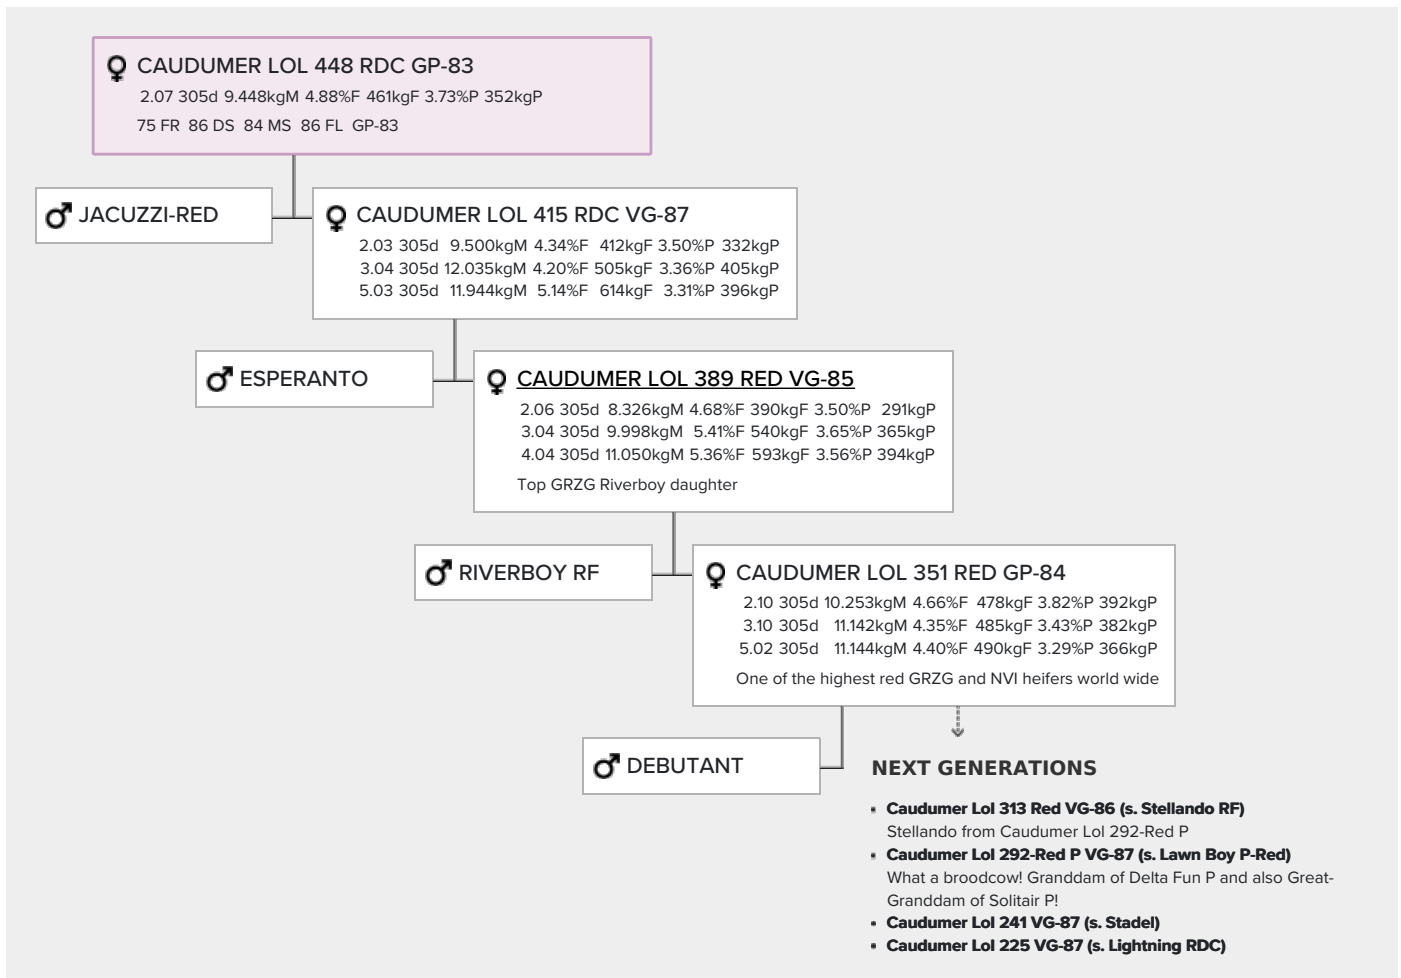 CAUDUMER LOL 448 RDC GP-83
2.07 305d 9.448kgM 4.88%F 461kgF 3.73%P 352kgP
75 FR 86 DS 84 MS 86 FL GP-83
JACUZZI-RED
CAUDUMER LOL 415 RDC VG-87
2.03 305d 9.500kgM 4.34%F 412kgF 3.50%P 332kgP
3.04 305d 12.035kgM 4.20%F 505kgF 3.36%P 405kgP
5.03 305d 11.944kgM 5.14%F 614kgF 3.31%P 396kgP
ESPERANTO
CAUDUMER LOL 389 RED VG-85
2.06 305d 8.326kgM 4.68%F 390kgF 3.50%P 291kgP
3.04 305d 9.998kgM 5.41%F 540kgF 3.65%P 365kgP
4.04 305d 11.050kgM 5.36%F 593kgF 3.56%P 394kgP
Top GRZG Riverboy daughter
RIVERBOY RF
CAUDUMER LOL 351 RED GP-84
2.10 305d 10.253kgM 4.66%F 478kgF 3.82%P 392kgP
3.10 305d 11.142kgM 4.35%F 485kgF 3.43%P 382kgP
5.02 305d 11.144kgM 4.40%F 490kgF 3.29%P 366kgP
One of the highest red GRZG and NVI heifers world wide
DEBUTANT
NEXT GENERATIONS
Caudumer Lol 313 Red VG-86 (s. Stellando RF)
Stellando from Caudumer Lol 292-Red P
Caudumer Lol 292-Red P VG-87 (s. Lawn Boy P-Red)
What a broodcow! Granddam of Delta Fun P and also Great-
Granddam of Solitair P!
Caudumer Lol 241 VG-87 (s. Stadel)
Caudumer Lol 225 VG-87 (s. Lightning RDC)